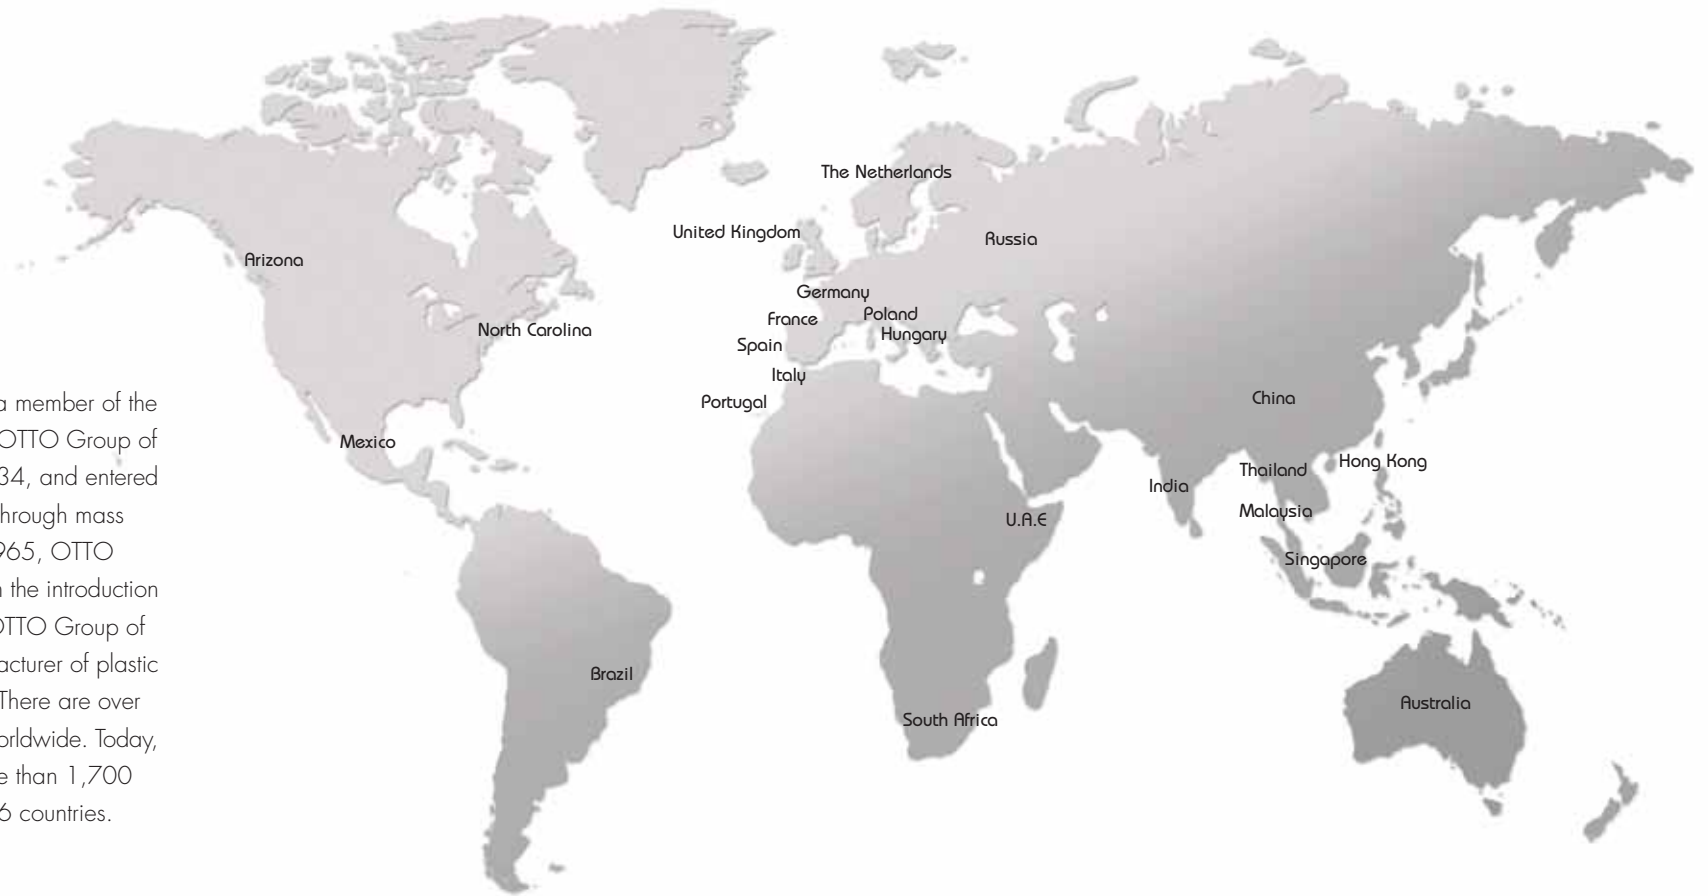 a member of the
OTTO Group of
34, and entered
through mass
965, OTTO
the introduction
OTTO Group of
acturer of plastic
There are over
orldwide. Today,
e than 1,700
6 countries.
The Netherlands
United Kingdom
Russia
Arizona
Germany
Poland
France
North Carolina
Hungary
Spain
Italy
China
Portugal
Mexico
Hong Kong
Thailand
India
Malaysia
U.A.E
Singapore
Brazil
Australia
South Africa